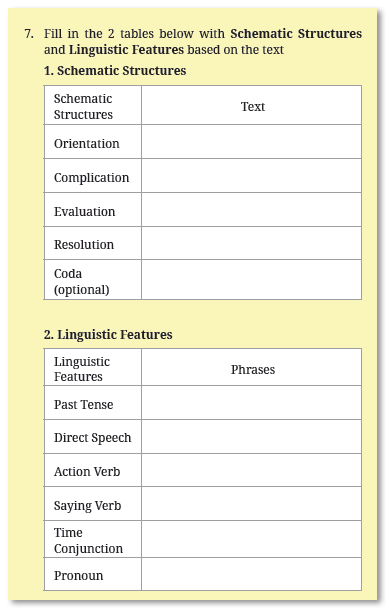 7. Fill in the 2 tables below with Schematic Structures
and Linguistic Features based on the text
1. Schematic Structures
Schematic
Structures
Text
Orientation
Complication
Evaluation
Resolution
Coda
(optional)
2. Linguistic Features
Linguistic
Features
Phrases
Past Tense
Direct Speech
Action Verb
Saying Verb
Time
Conjunction
Pronoun